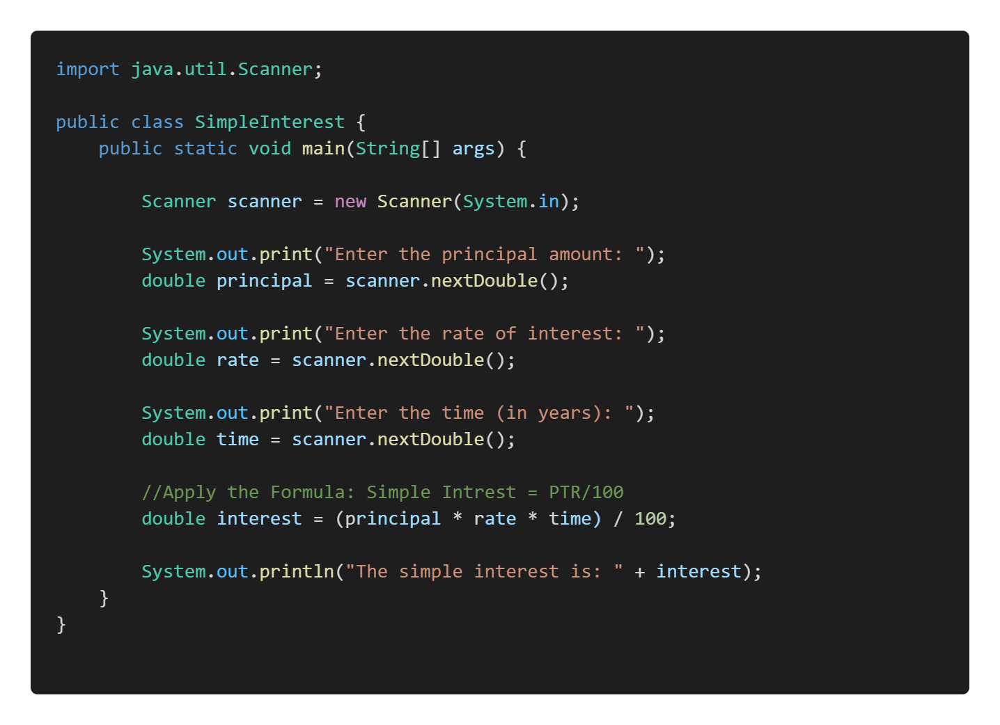 import java.util.Scanner;
public class SimpleInterest {
public static void main(String[] args) {
Scanner scanner = new Scanner(System.in);
System.out.print("Enter the principal amount: ");
double principal = scanner.nextDouble();
System.out.print("Enter the rate of interest: ");
double rate = scanner.nextDouble();
System.out.print("Enter the time (in years): ");
double time = scanner.nextDouble();
//Apply the Formula: Simple Intrest = PTR/100
double interest = (principal * rate * time) / 100;
System.out.println("The simple interest is: " + interest);
}
}